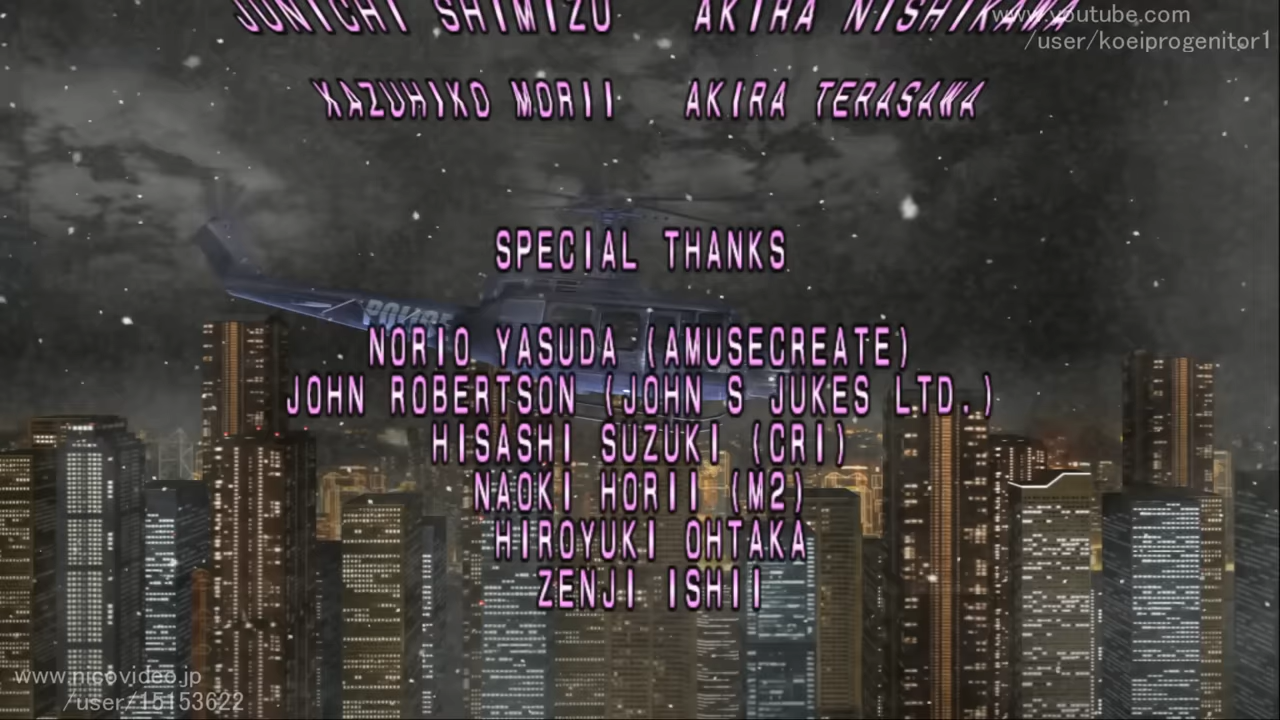 JUNICHI SHIMIZU AKIRA NISHIKAWA
www.youtube.com
/user/koeiprogenitor1
KAZUHIKO MORII AKIRA TERASAWA
SPECIAL THANKS
POLICE
NORIO YASUDA (AMUSECREATE)
JOHN ROBERTSON (JOHN S JUKES LTD.)
HISASHI SUZUKI (CRI)
NAOKI HORII (M2)
HIROYUKI OHTAKA
ZENJI ISHII
www.nicovideo.jp
/user/15153622